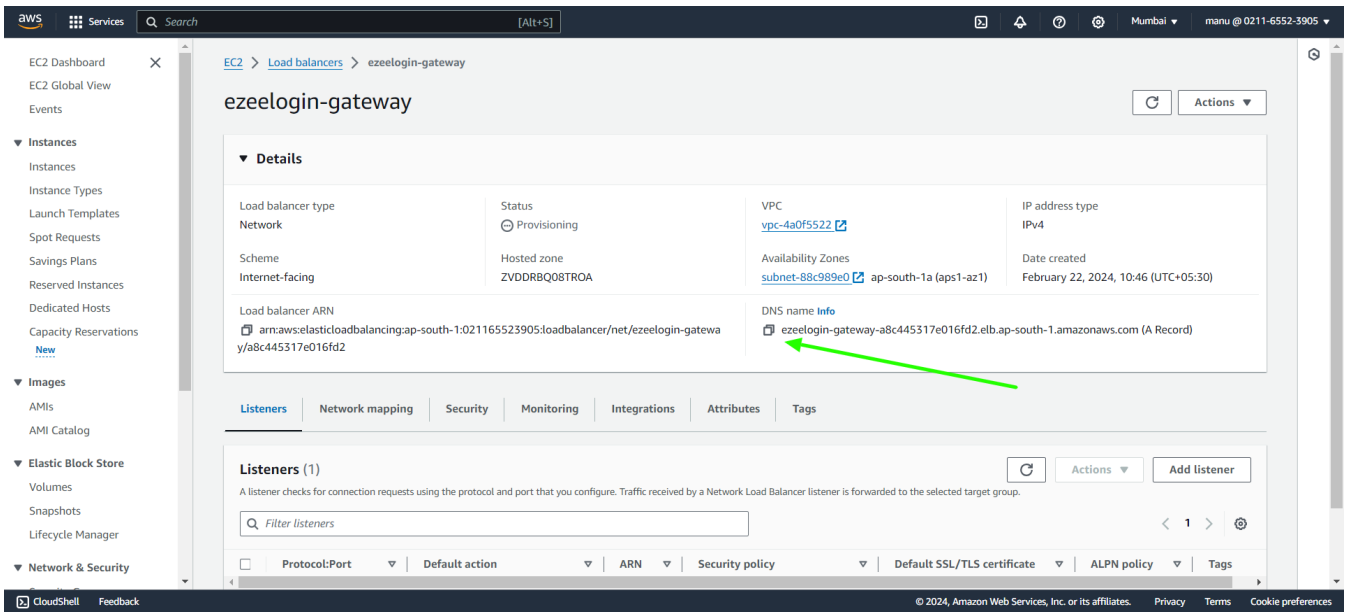 aws Services Search [Alt+S] Mumbai ▼ manu @ 0211-6552-3905 ▼
EC2 Dashboard
EC2 Global View
Events
Instances
Instances
Instance Types
Launch Templates
Spot Requests
Savings Plans
Reserved Instances
Dedicated Hosts
Capacity Reservations
New
Images
AMIs
AMI Catalog
Elastic Block Store
Volumes
Snapshots
Lifecycle Manager
Network & Security
EC2 > Load balancers > ezeelogin-gateway
ezeelogin-gateway
Actions ▼
Details
Load balancer type
Network
Status
Provisioning
VPC
vpc-4a0f5522
IP address type
IPv4
Scheme
Internet-facing
Hosted zone
ZVDDRBQ08TROA
Availability Zones
subnet-88c989e0 ap-south-1a (aps1-az1)
Date created
February 22, 2024, 10:46 (UTC+05:30)
Load balancer ARN
arn:aws:elasticloadbalancing:ap-south-1:021165523905:loadbalancer/net/ezeelogin-gatewa
y/a8c445317e016fd2
DNS name Info
ezeelogin-gateway-a8c445317e016fd2.elb.ap-south-1.amazonaws.com (A Record)
Listeners Network mapping Security Monitoring Integrations Attributes Tags
Listeners (1)
Actions ▼ Add listener
A listener checks for connection requests using the protocol and port that you configure. Traffic received by a Network Load Balancer listener is forwarded to the selected target group.
Filter listeners
< 1 >
Protocol:Port Default action ARN Security policy Default SSL/TLS certificate ALPN policy Tags
CloudShell Feedback © 2024, Amazon Web Services, Inc. or its affiliates. Privacy Terms Cookie preferences